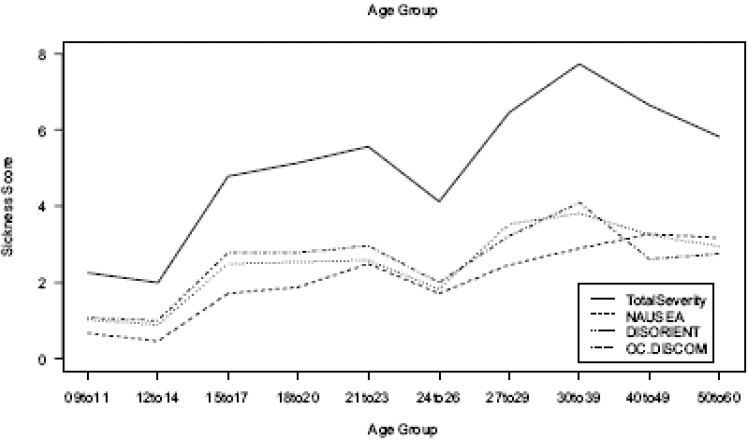 Age Group
Sickness Score
8
6
4
2
0
TotalSeverity
NAUSEA
DISORIENT
OC.DISCOM
09to11 12to14 15to17 18to20 21to23 24to26 27to29 30to39 40to49 50to60
Age Group